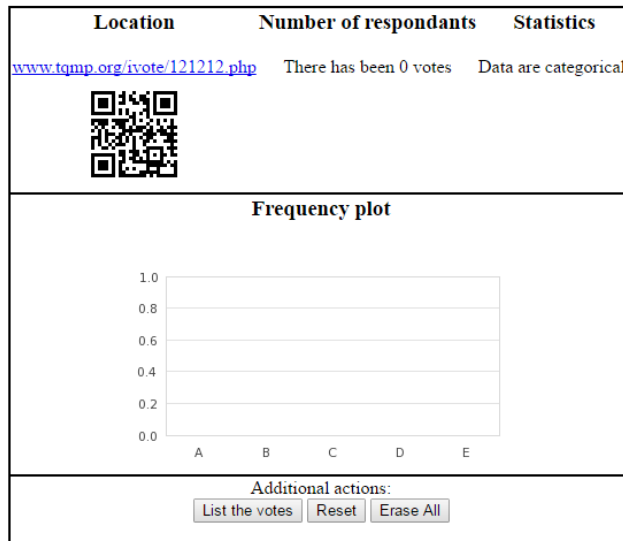 Location Number of respondants Statistics
www.tqmp.org/ivote/121212.php There has been 0 votes Data are categorical
Frequency plot
1.0
0.8
0.6
0.4
0.2
0.0
A B C D E
Additional actions:
List the votes Reset Erase All